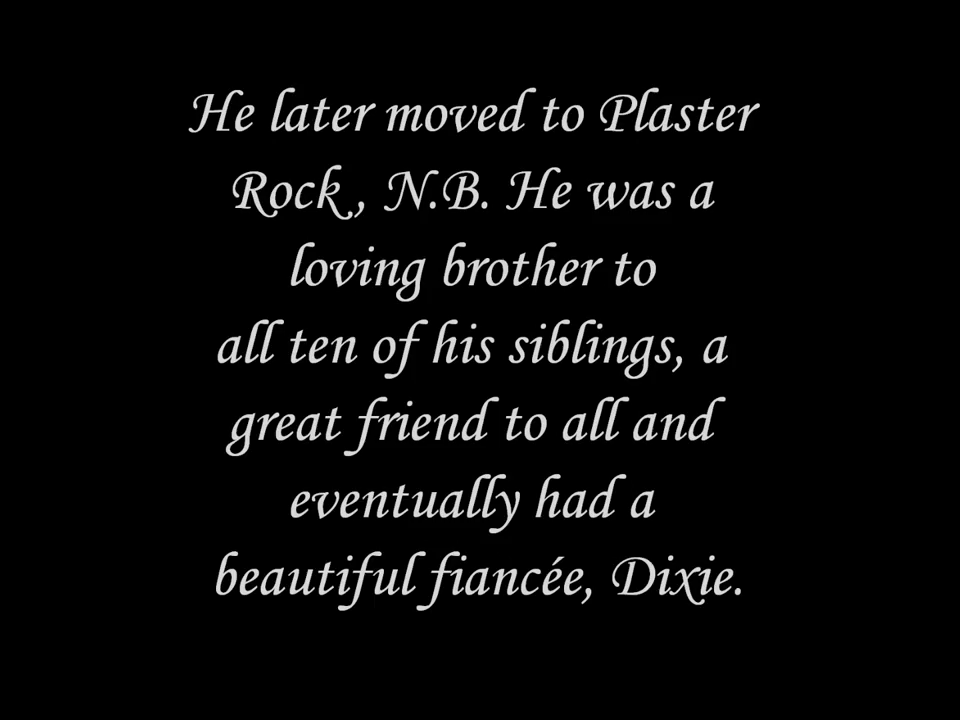 He later moved to Plaster
Rock , N.B. He was a
loving brother to
all ten of his siblings, a
great friend to all and
eventually had a
beautiful fiancée, Dixie.